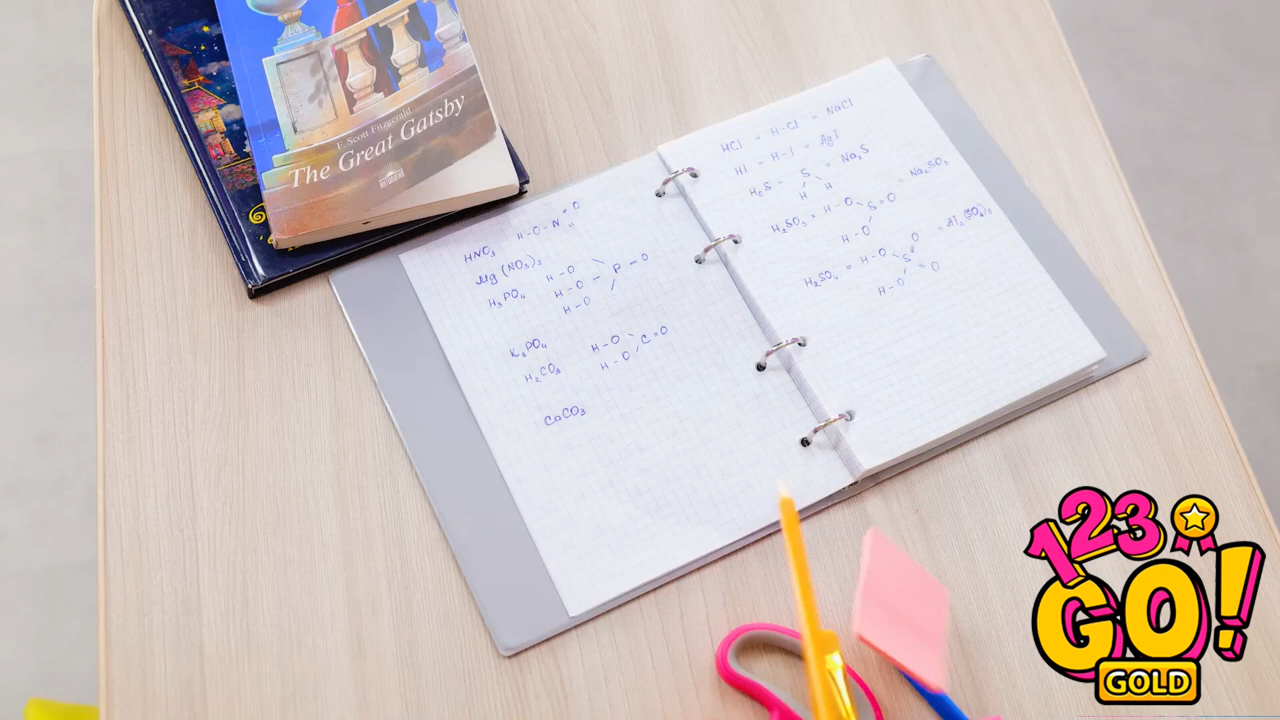 F. Scott Fitzgerald
The Great Gatsby
HNO₃ H-O-N=O
Mg(NO₃)₂
H₃PO₄ H-O H-O- P=O H-O
K₃PO₄
H₂CO₃ H-O H-O C=O
CaCO₃
HCl = H-Cl = NaCl
HI = H-I = AgI
H₂S - S H H = Na₂S
H₂SO₃ = H-O H-O S=O = Na₂SO₃
H₂SO₄ = H-O H-O S O O = Al₂(SO₄)₃
123
GO!
GOLD